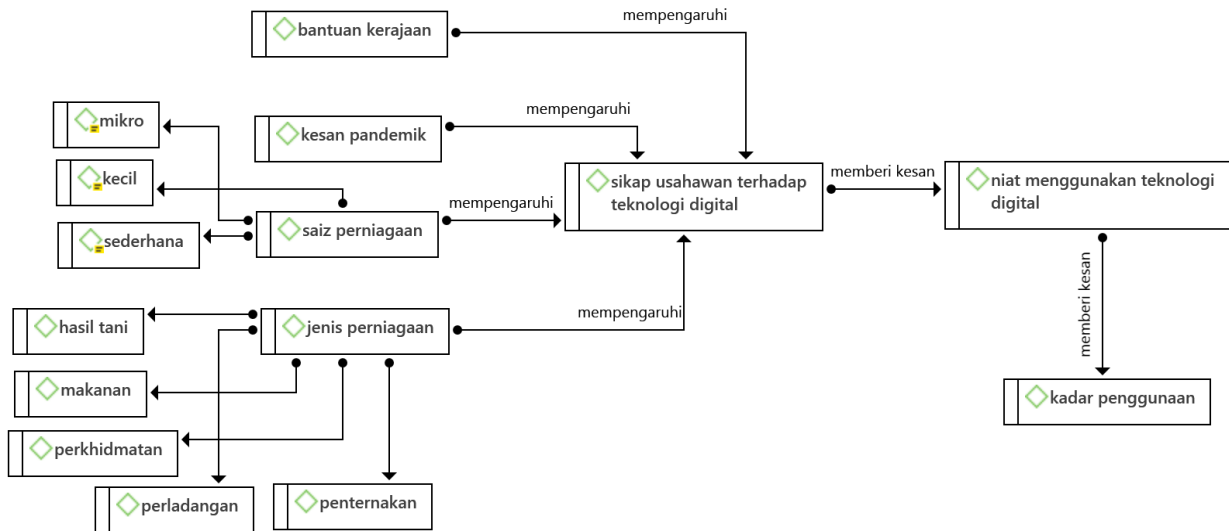 mempengaruhi
bantuan kerajaan
mikro
mempengaruhi
kesan pandemik
kecil
sikap usahawan terhadap
teknologi digital
memberi kesan
niat menggunakan teknologi
digital
mempengaruhi
saiz perniagaan
sederhana
memberi kesan
hasil tani
jenis perniagaan
mempengaruhi
makanan
kadar penggunaan
perkhidmatan
perladangan
penternakan